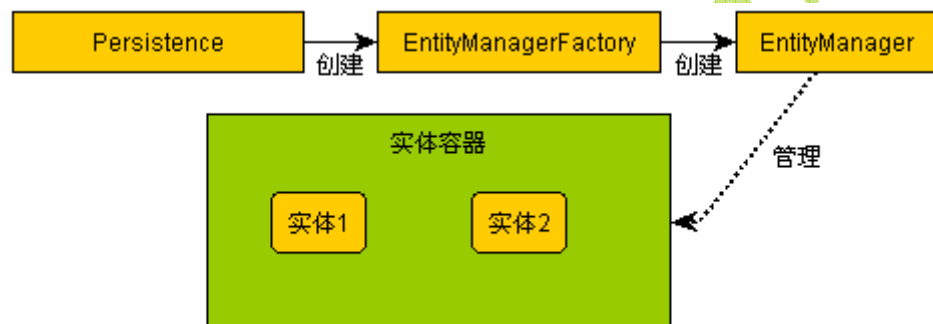 Persistence
创建
EntityManagerFactory
创建
EntityManager
管理
实体容器
实体1
实体2